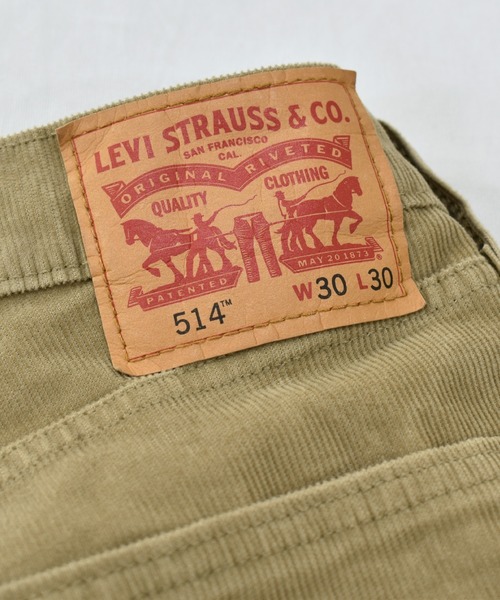 LEVI STRAUSS & CO.
SAN FRANCISCO
CAL.
ORIGINAL RIVETED
QUALITY CLOTHING
PATENTED MAY 20 1873
514™ W30 L30